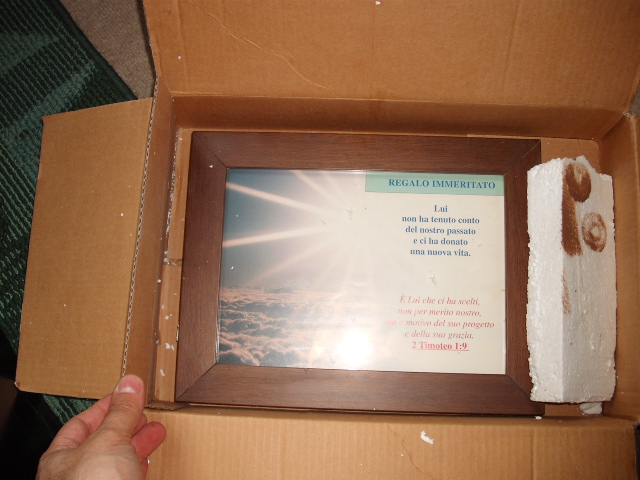 REGALO IMMERITATO
Lui
non ha tenuto conto
del nostro passato
e ci ha donato
una nuova vita.
È Lui che ci ha scelti,
non per merito nostro,
a motivo del suo progetto
e della sua grazia.
2 Timoteo 1:9